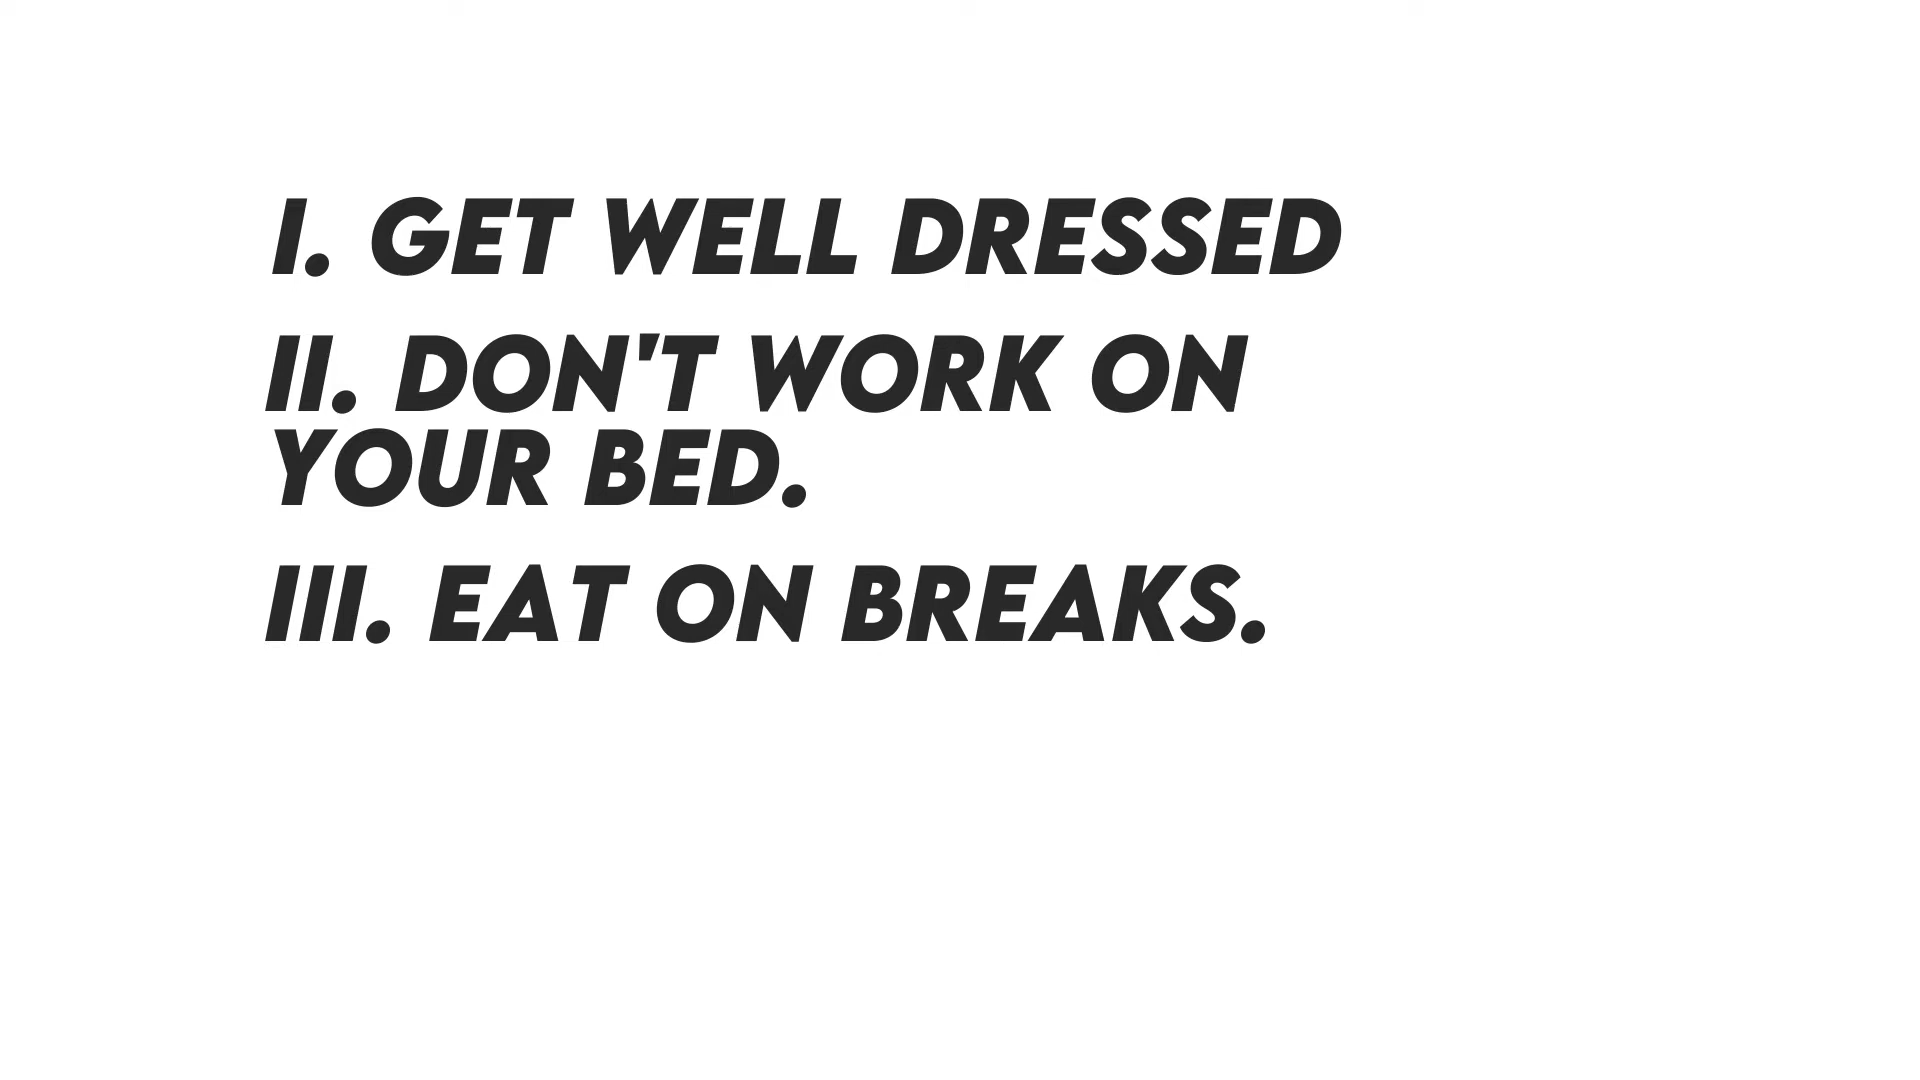 I. GET WELL DRESSED
II. DON'T WORK ON
YOUR BED.
III. EAT ON BREAKS.